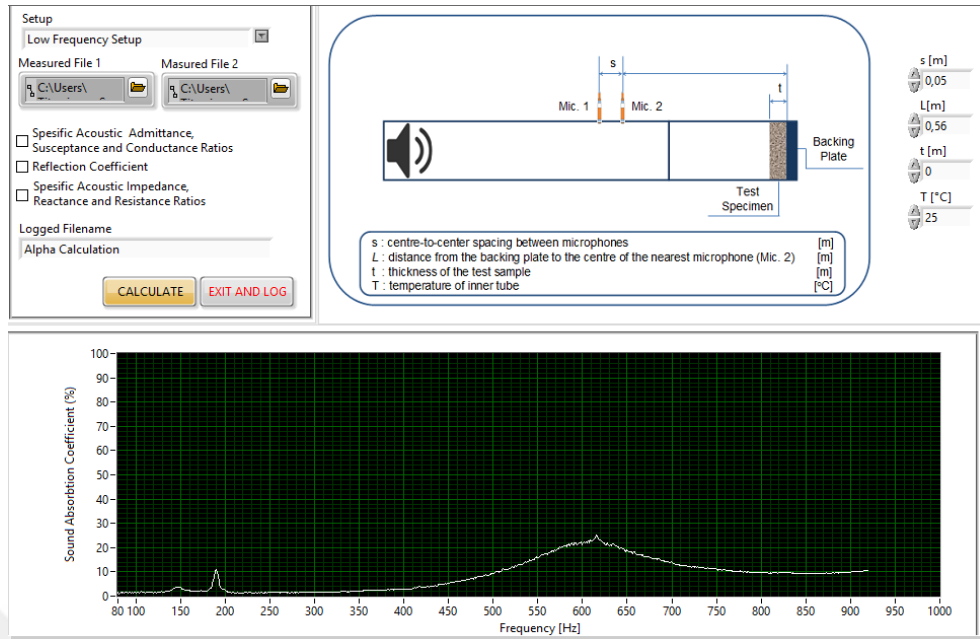 Setup
Low Frequency Setup
Measured File 1
Masured File 2
C:\Users\
C:\Users\
Spesific Acoustic Admittance,
Susceptance and Conductance Ratios
Reflection Coefficient
Spesific Acoustic Impedance,
Reactance and Resistance Ratios
Logged Filename
Alpha Calculation
CALCULATE
EXIT AND LOG
s
t
Mic. 1
Mic. 2
Backing
Plate
Test
Specimen
s : centre-to-center spacing between microphones [m]
L : distance from the backing plate to the centre of the nearest microphone (Mic. 2) [m]
t : thickness of the test sample [m]
T : temperature of inner tube [°C]
s [m]
0,05
L[m]
0,56
t [m]
0
T [°C]
25
Sound Absorbtion Coefficient (%)
100
90
80
70
60
50
40
30
20
10
0
80 100 150 200 250 300 350 400 450 500 550 600 650 700 750 800 850 900 950 1000
Frequency [Hz]